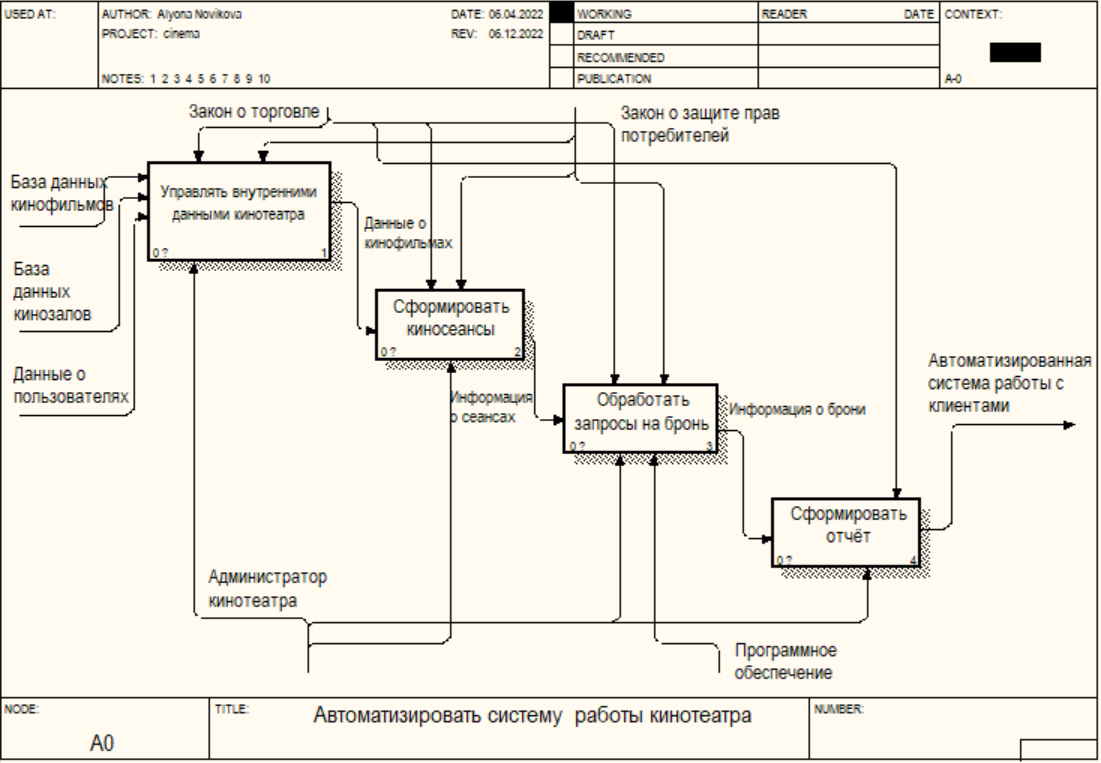 USED AT:
AUTHOR: Alyona Novikova
DATE: 06.04.2022
PROJECT: cinema
REV: 06.12.2022
NOTES: 1 2 3 4 5 6 7 8 9 10
WORKING
DRAFT
RECOMMENDED
PUBLICATION
READER
DATE
CONTEXT:
A-0
Закон о торговле
Закон о защите прав
потребителей
База данных
кинофильмов
Управлять внутренними
данными кинотеатра
0 ?
1
Данные о
кинофильмах
База
данных
кинозалов
Сформировать
киносеансы
0 ?
2
Данные о
пользователях
Информация
о сеансах
Обработать
запросы на бронь
0 ?
3
Информация о брони
Автоматизированная
система работы с
клиентами
Сформировать
отчёт
0 ?
4
Администратор
кинотеатра
Программное
обеспечение
NODE:
A0
TITLE:
Автоматизировать систему работы кинотеатра
NUMBER: